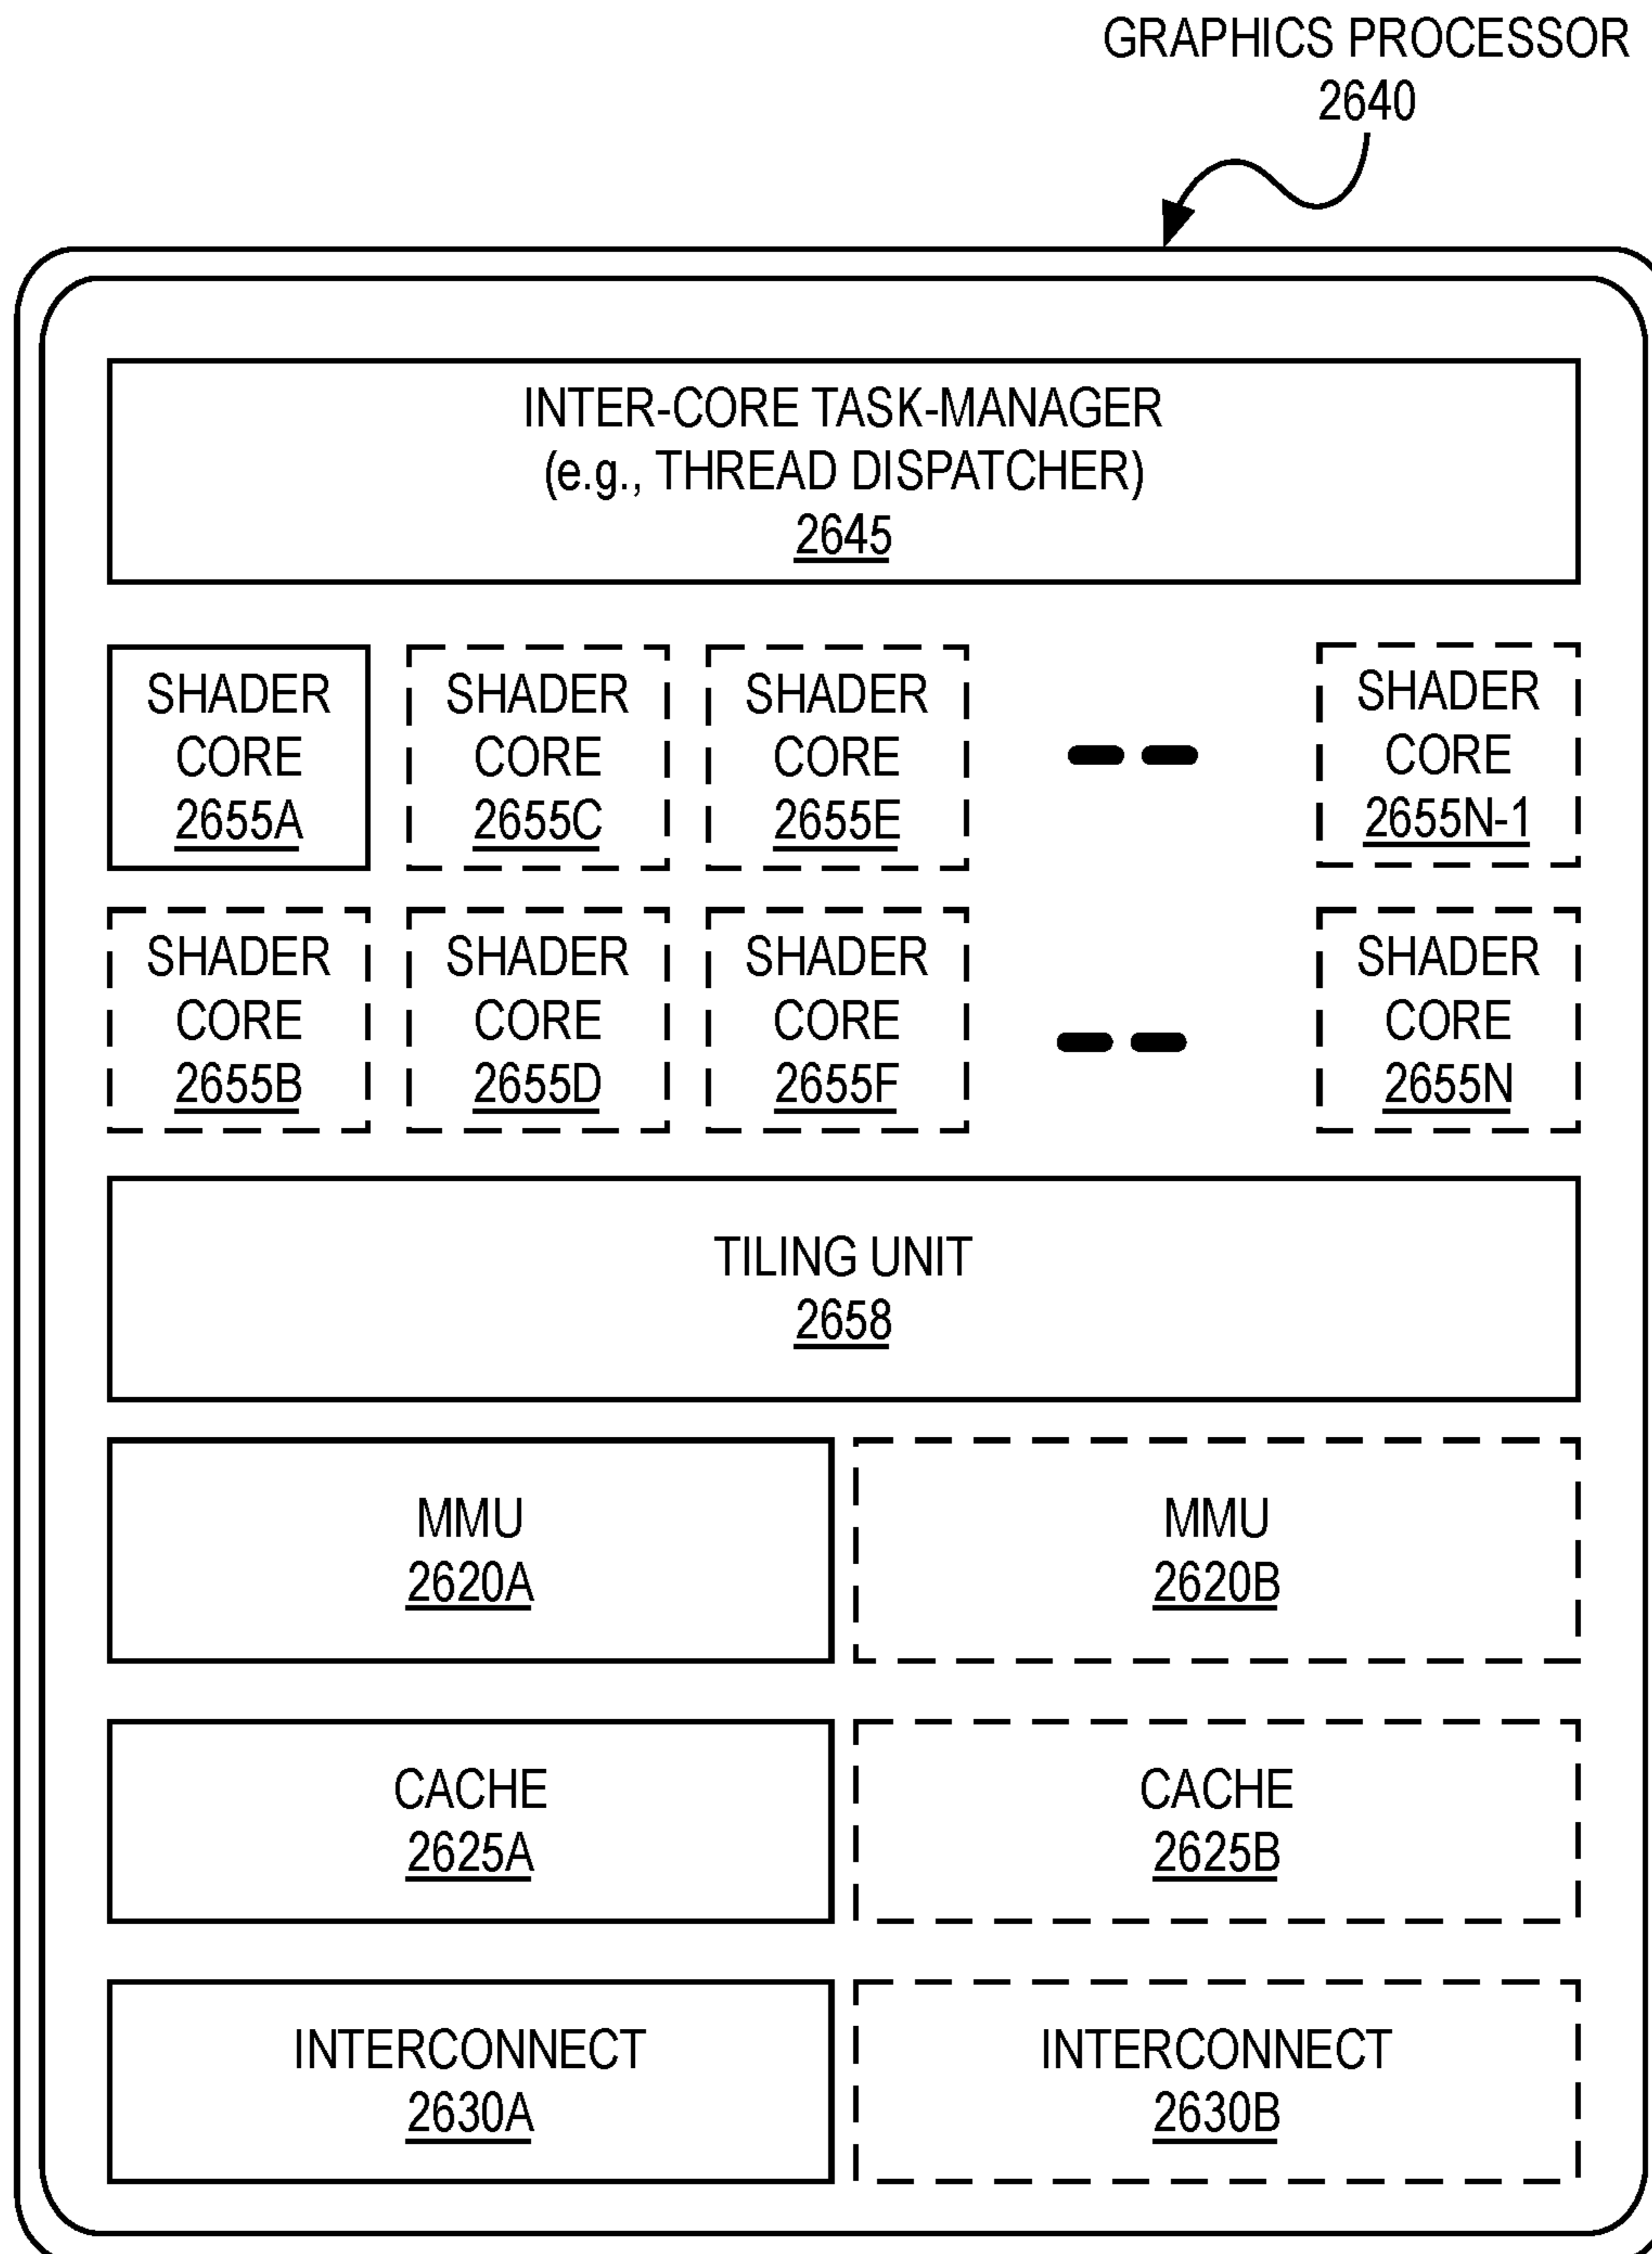 GRAPHICS PROCESSOR
2640
INTER-CORE TASK-MANAGER
(e.g., THREAD DISPATCHER)
2645
SHADER
CORE
2655A
SHADER
CORE
2655C
SHADER
CORE
2655E
SHADER
CORE
2655N-1
SHADER
CORE
2655B
SHADER
CORE
2655D
SHADER
CORE
2655F
SHADER
CORE
2655N
TILING UNIT
2658
MMU
2620A
MMU
2620B
CACHE
2625A
CACHE
2625B
INTERCONNECT
2630A
INTERCONNECT
2630B